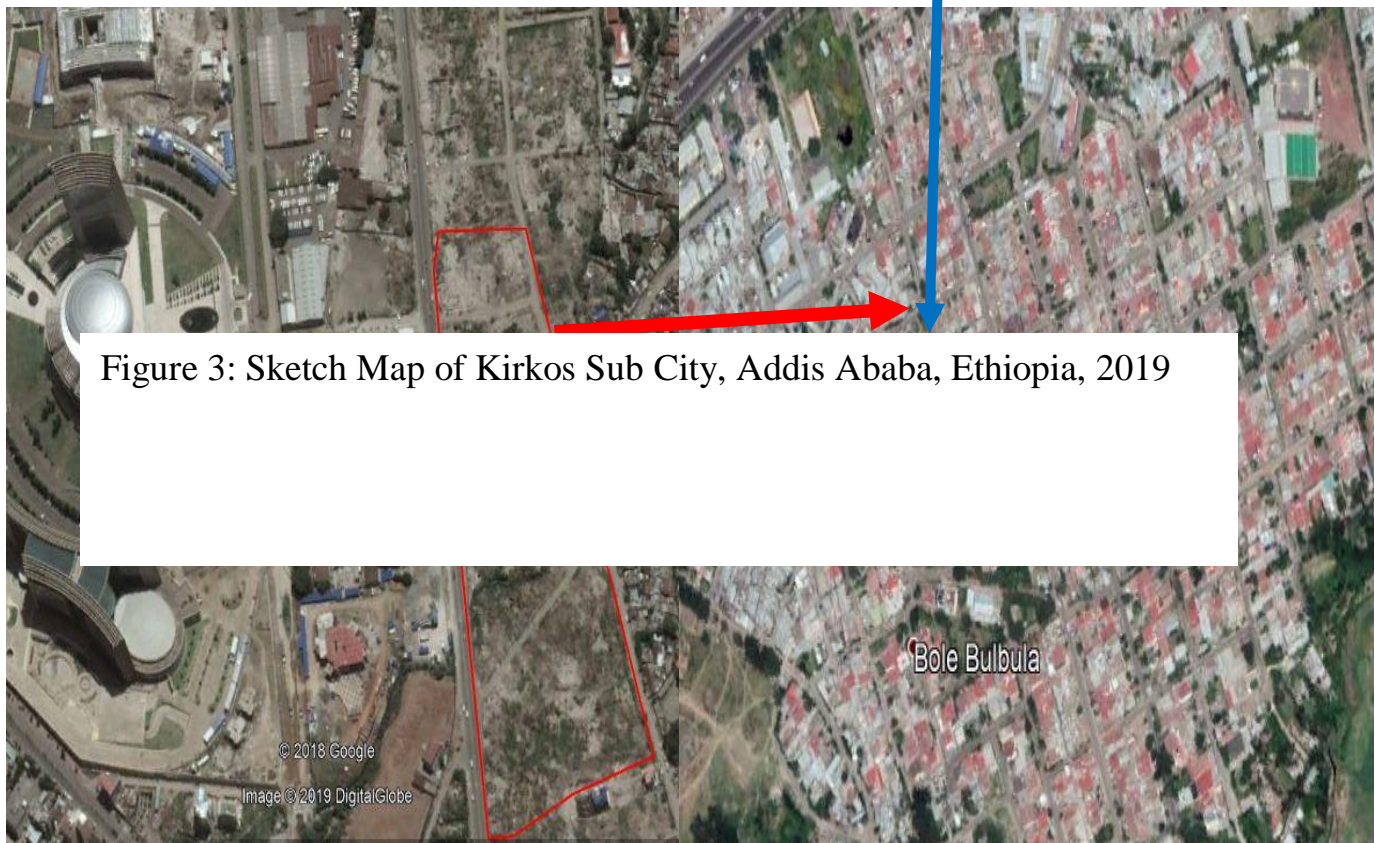 Figure 3: Sketch Map of Kirkos Sub City, Addis Ababa, Ethiopia, 2019
Bole Bulbula
© 2018 Google
Image © 2019 DigitalGlobe